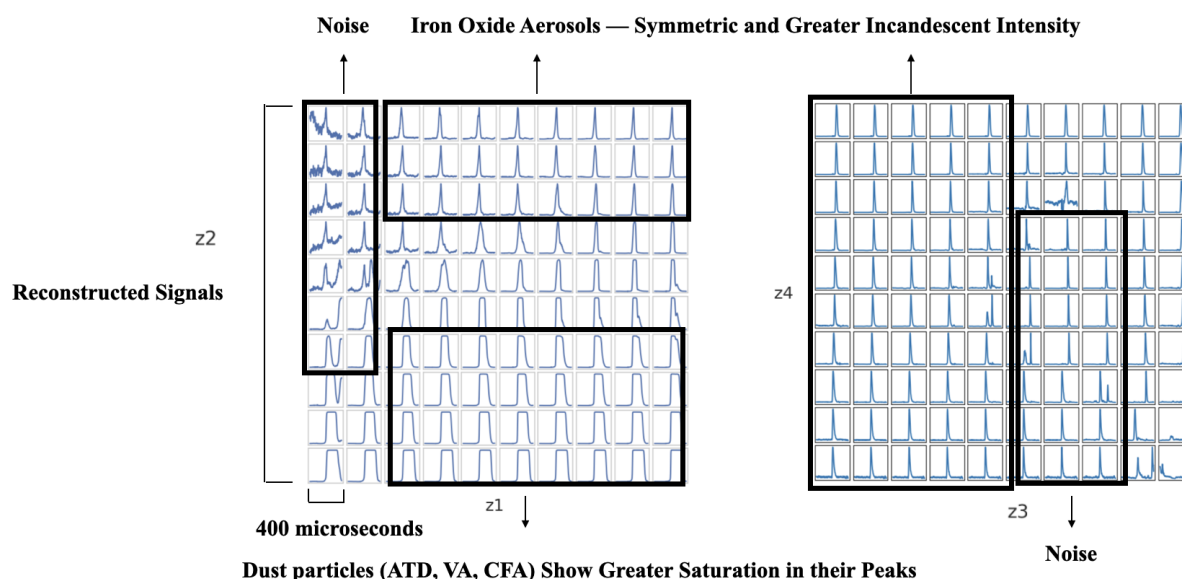 Noise
Iron Oxide Aerosols — Symmetric and Greater Incandescent Intensity
z2
Reconstructed Signals
z4
z1
z3
400 microseconds
Noise
Dust particles (ATD, VA, CFA) Show Greater Saturation in their Peaks